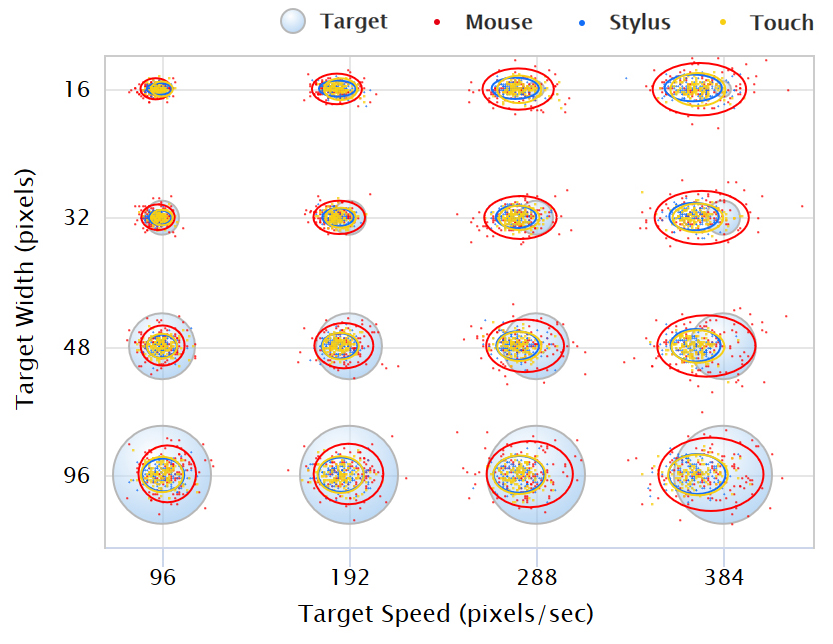 Target Mouse Stylus Touch
16
32
48
96
Target Width (pixels)
96 192 288 384
Target Speed (pixels/sec)